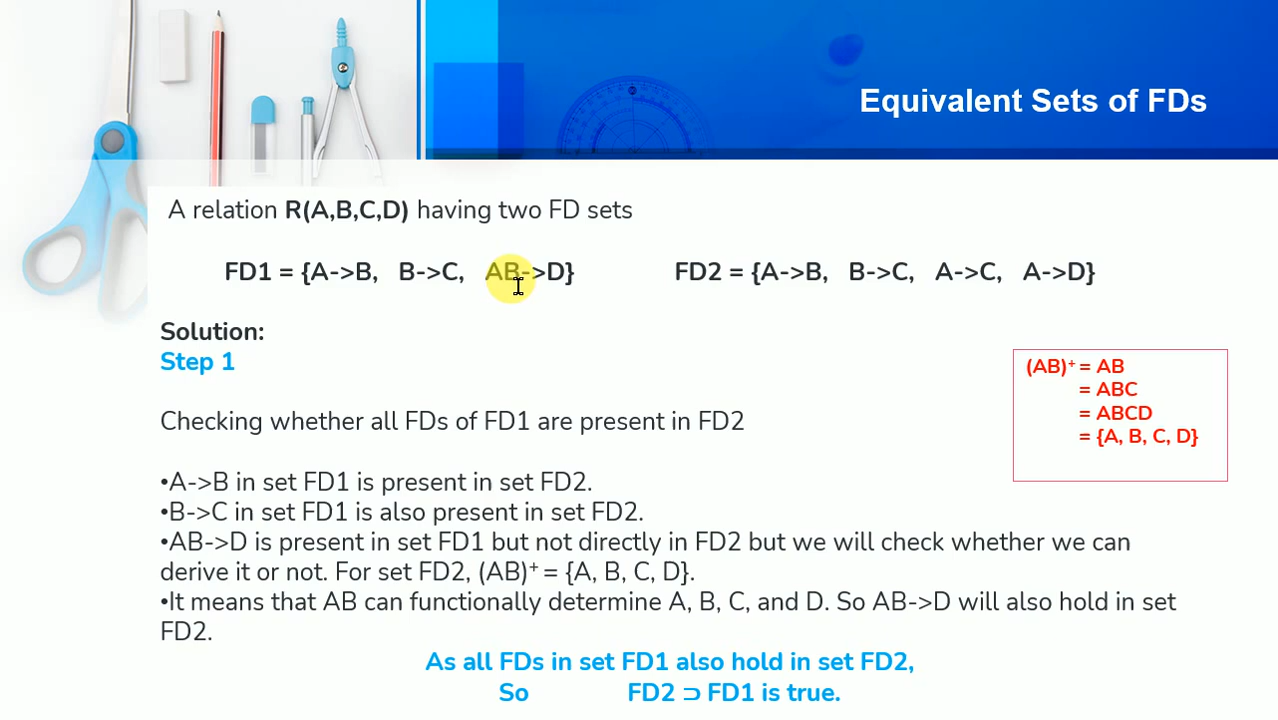 Equivalent Sets of FDs
A relation R(A,B,C,D) having two FD sets
FD1 = {A->B, B->C, AB->D} FD2 = {A->B, B->C, A->C, A->D}
Solution:
Step 1
(AB)⁺ = AB
= ABC
= ABCD
= {A, B, C, D}
Checking whether all FDs of FD1 are present in FD2
•A->B in set FD1 is present in set FD2.
•B->C in set FD1 is also present in set FD2.
•AB->D is present in set FD1 but not directly in FD2 but we will check whether we can
derive it or not. For set FD2, (AB)⁺ = {A, B, C, D}.
•It means that AB can functionally determine A, B, C, and D. So AB->D will also hold in set
FD2.
As all FDs in set FD1 also hold in set FD2,
So FD2 ⊃ FD1 is true.